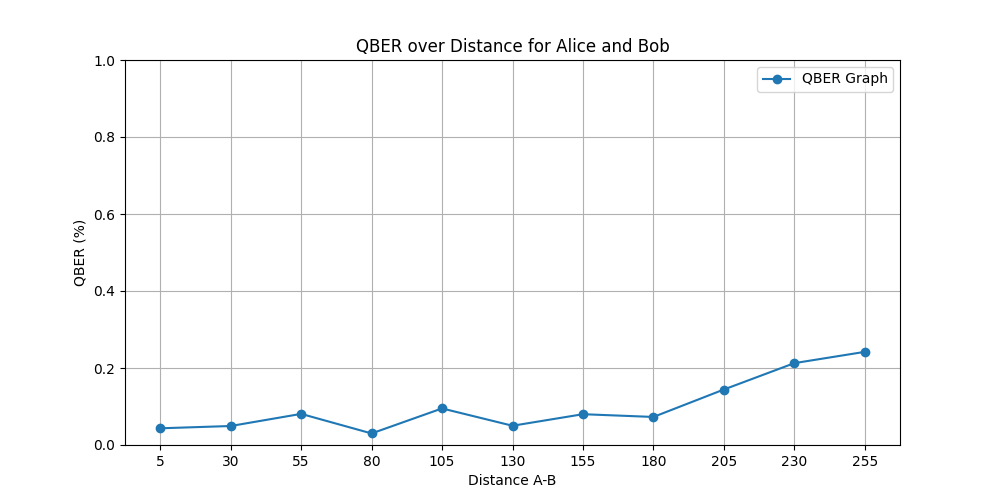 QBER over Distance for Alice and Bob
QBER Graph
QBER (%)
1.0
0.8
0.6
0.4
0.2
0.0
5 30 55 80 105 130 155 180 205 230 255
Distance A-B